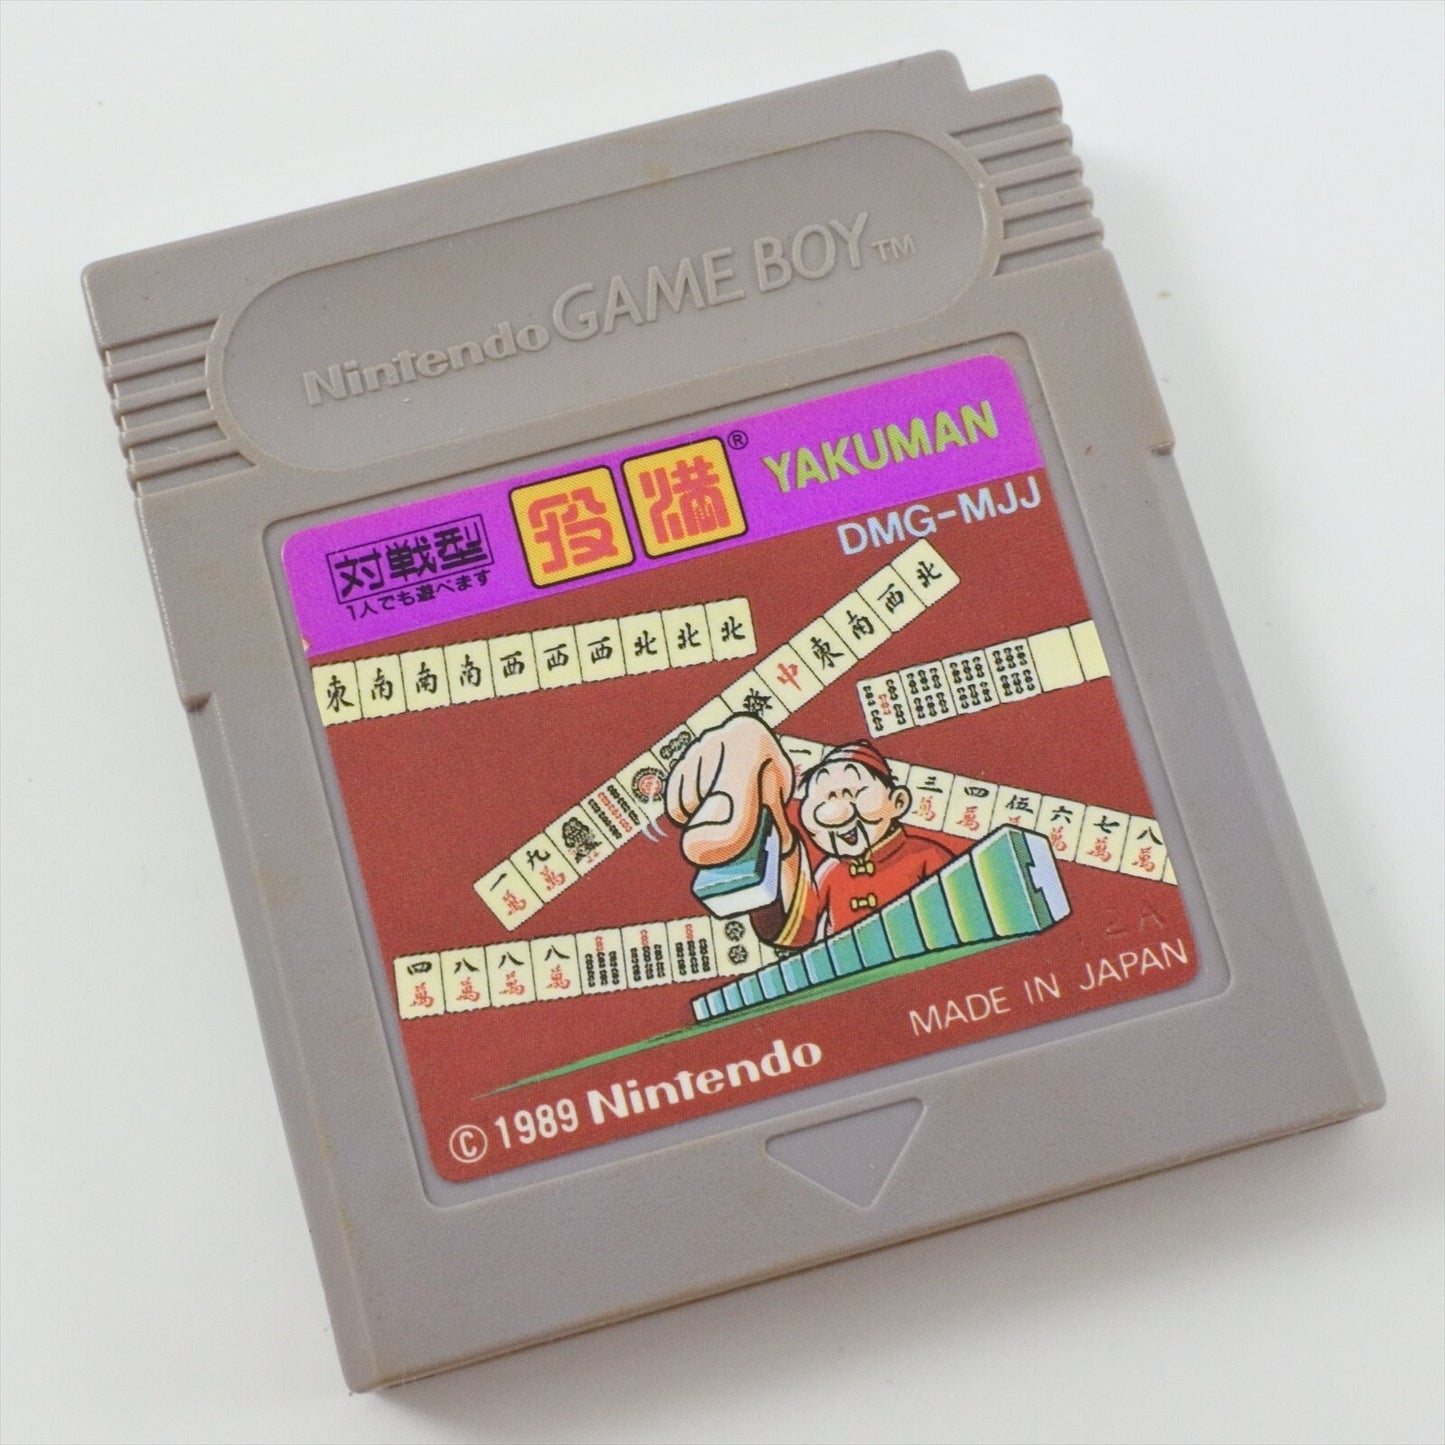 Nintendo GAME BOY TM
対戦型
1人でも遊べます
役満®
YAKUMAN
DMG-MJJ
東南南南西西西北北北
一萬九萬發中東南南西北
三萬四萬伍萬六萬七萬八萬
四萬八萬八萬八萬
2A
MADE IN JAPAN
©1989 Nintendo